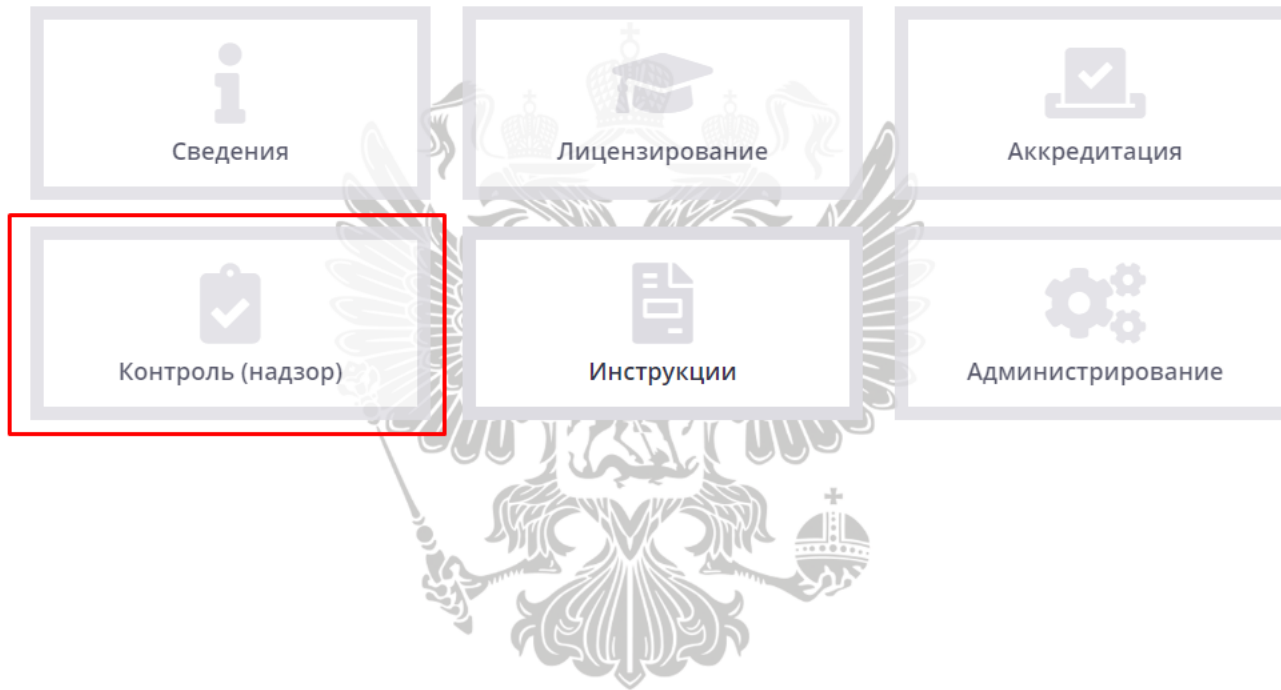 Сведения
Лицензирование
Аккредитация
Контроль (надзор)
Инструкции
Администрирование